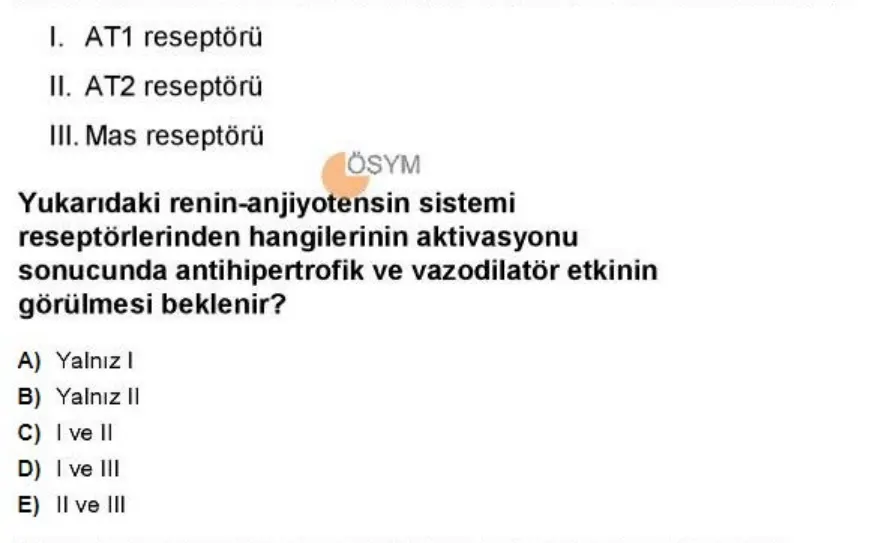 I. AT1 reseptörü
II. AT2 reseptörü
III. Mas reseptörü
ÖSYM
Yukarıdaki renin-anjiyotensin sistemi
reseptörlerinden hangilerinin aktivasyonu
sonucunda antihipertrofik ve vazodilatör etkinin
görülmesi beklenir?
A) Yalnız I
B) Yalnız II
C) I ve II
D) I ve III
E) II ve III